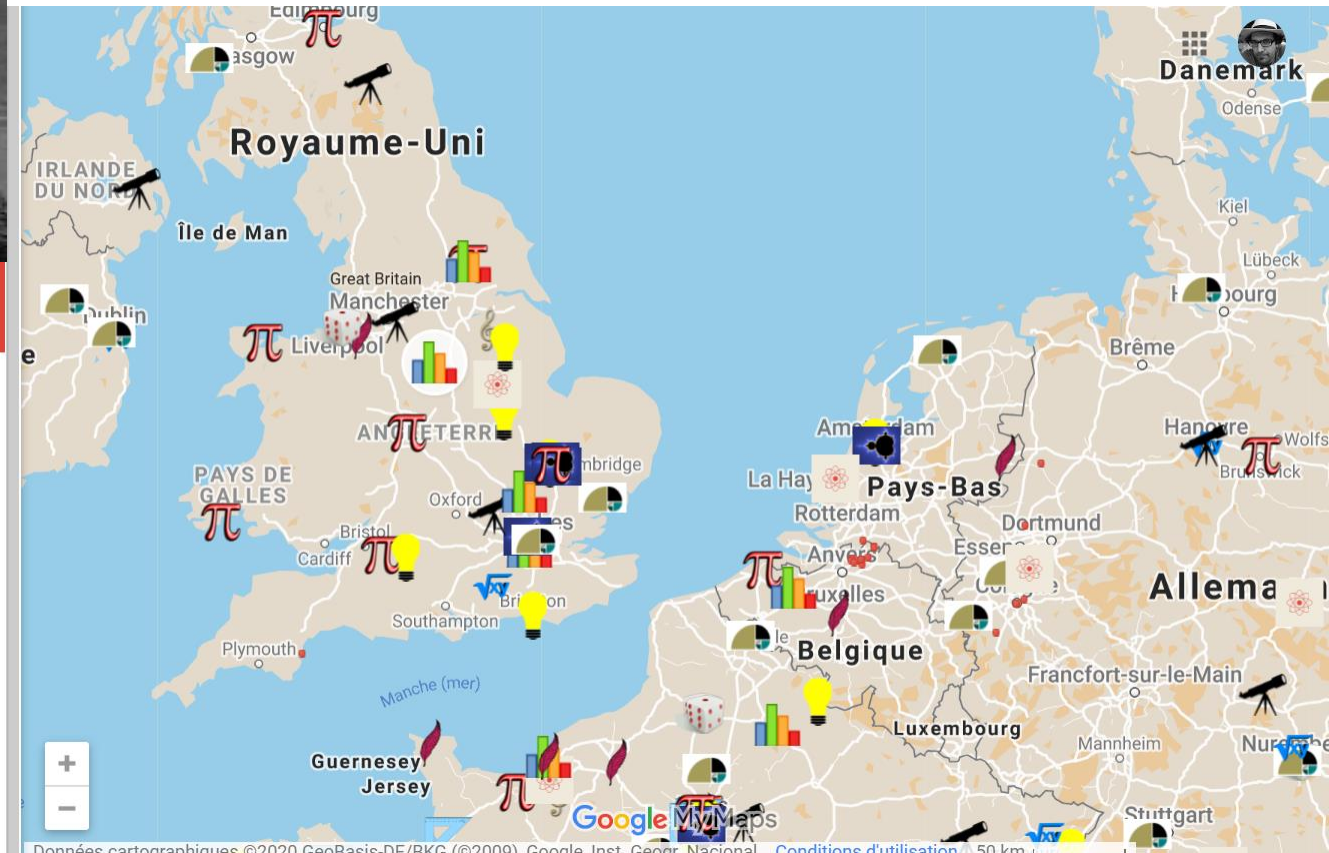 Glasgow
Danemark
Odense
Royaume-Uni
IRLANDE
DU NORD
Kiel
Île de Man
Lübeck
Great Britain
Manchester
Dublin
Liverpool
e
Brême
ANGLETERRE
Amsterdam
Hanovre
Wolfs
Brunswick
PAYS DE
GALLES
Cambridge
La Hay
Pays-Bas
Oxford
Rotterdam
Dortmund
Bristol
Cardiff
Anvers
Essen
Bruxelles
Allema
Brighton
Southampton
Plymouth
Belgique
Manche (mer)
Francfort-sur-le-Main
Luxembourg
Guernesey
Jersey
Mannheim
Nuremb
Stuttgart
Google My Maps
Données cartographiques ©2020 GeoBasis-DE/BKG (©2009), Google, Inst. Geogr. Nacional Conditions d'utilisation 50 km
+
−